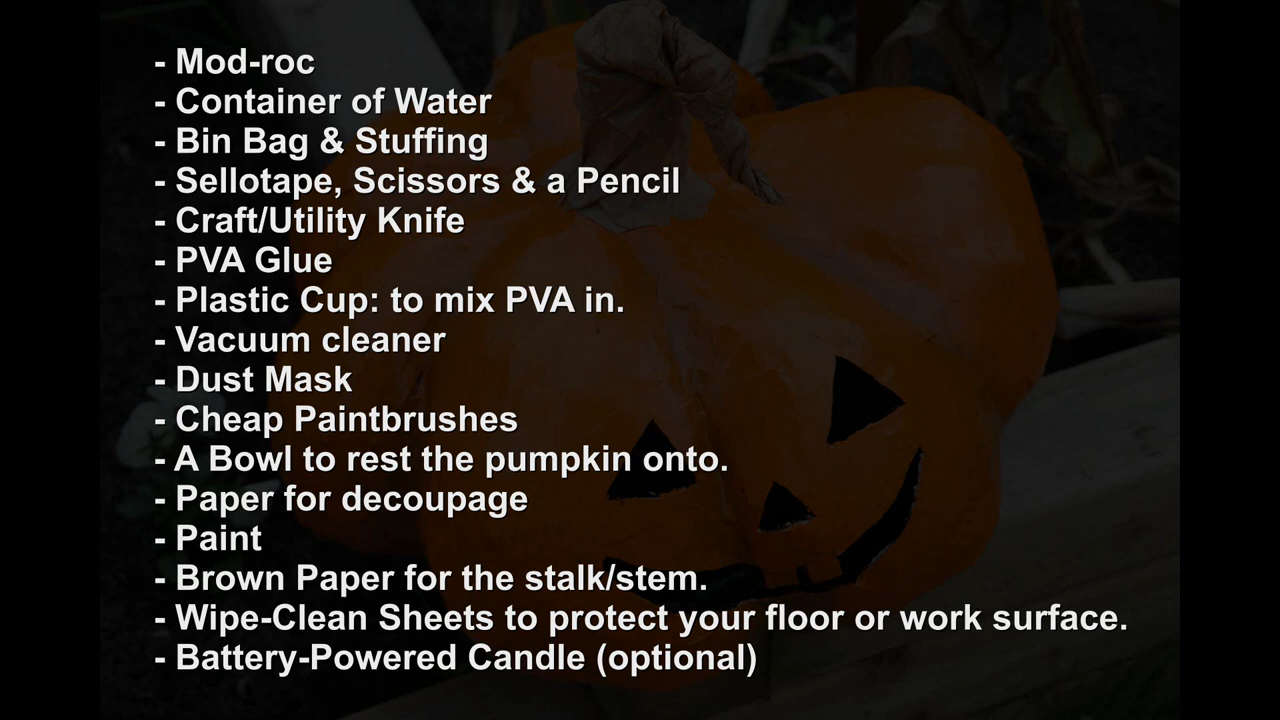 - Mod-roc
- Container of Water
- Bin Bag & Stuffing
- Sellotape, Scissors & a Pencil
- Craft/Utility Knife
- PVA Glue
- Plastic Cup: to mix PVA in.
- Vacuum cleaner
- Dust Mask
- Cheap Paintbrushes
- A Bowl to rest the pumpkin onto.
- Paper for decoupage
- Paint
- Brown Paper for the stalk/stem.
- Wipe-Clean Sheets to protect your floor or work surface.
- Battery-Powered Candle (optional)